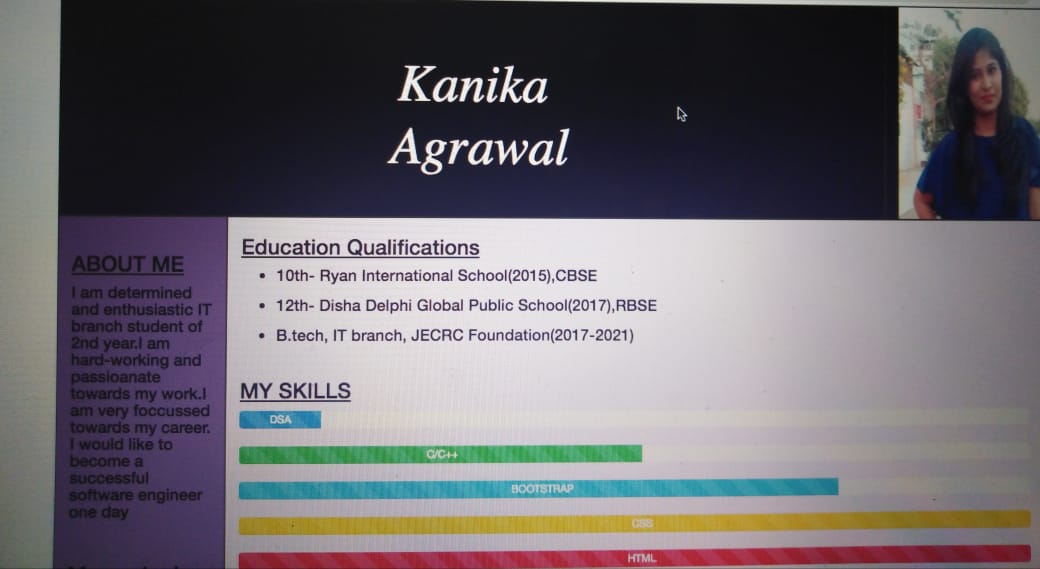 Kanika
Agrawal
ABOUT ME
I am determined
and enthusiastic IT
branch student of
2nd year.I am
hard-working and
passioanate
towards my work.I
am very foccussed
towards my career.
I would like to
become a
successful
software engineer
one day
Education Qualifications
• 10th- Ryan International School(2015),CBSE
• 12th- Disha Delphi Global Public School(2017),RBSE
• B.tech, IT branch, JECRC Foundation(2017-2021)
MY SKILLS
DSA
C/C++
BOOTSTRAP
CSS
HTML